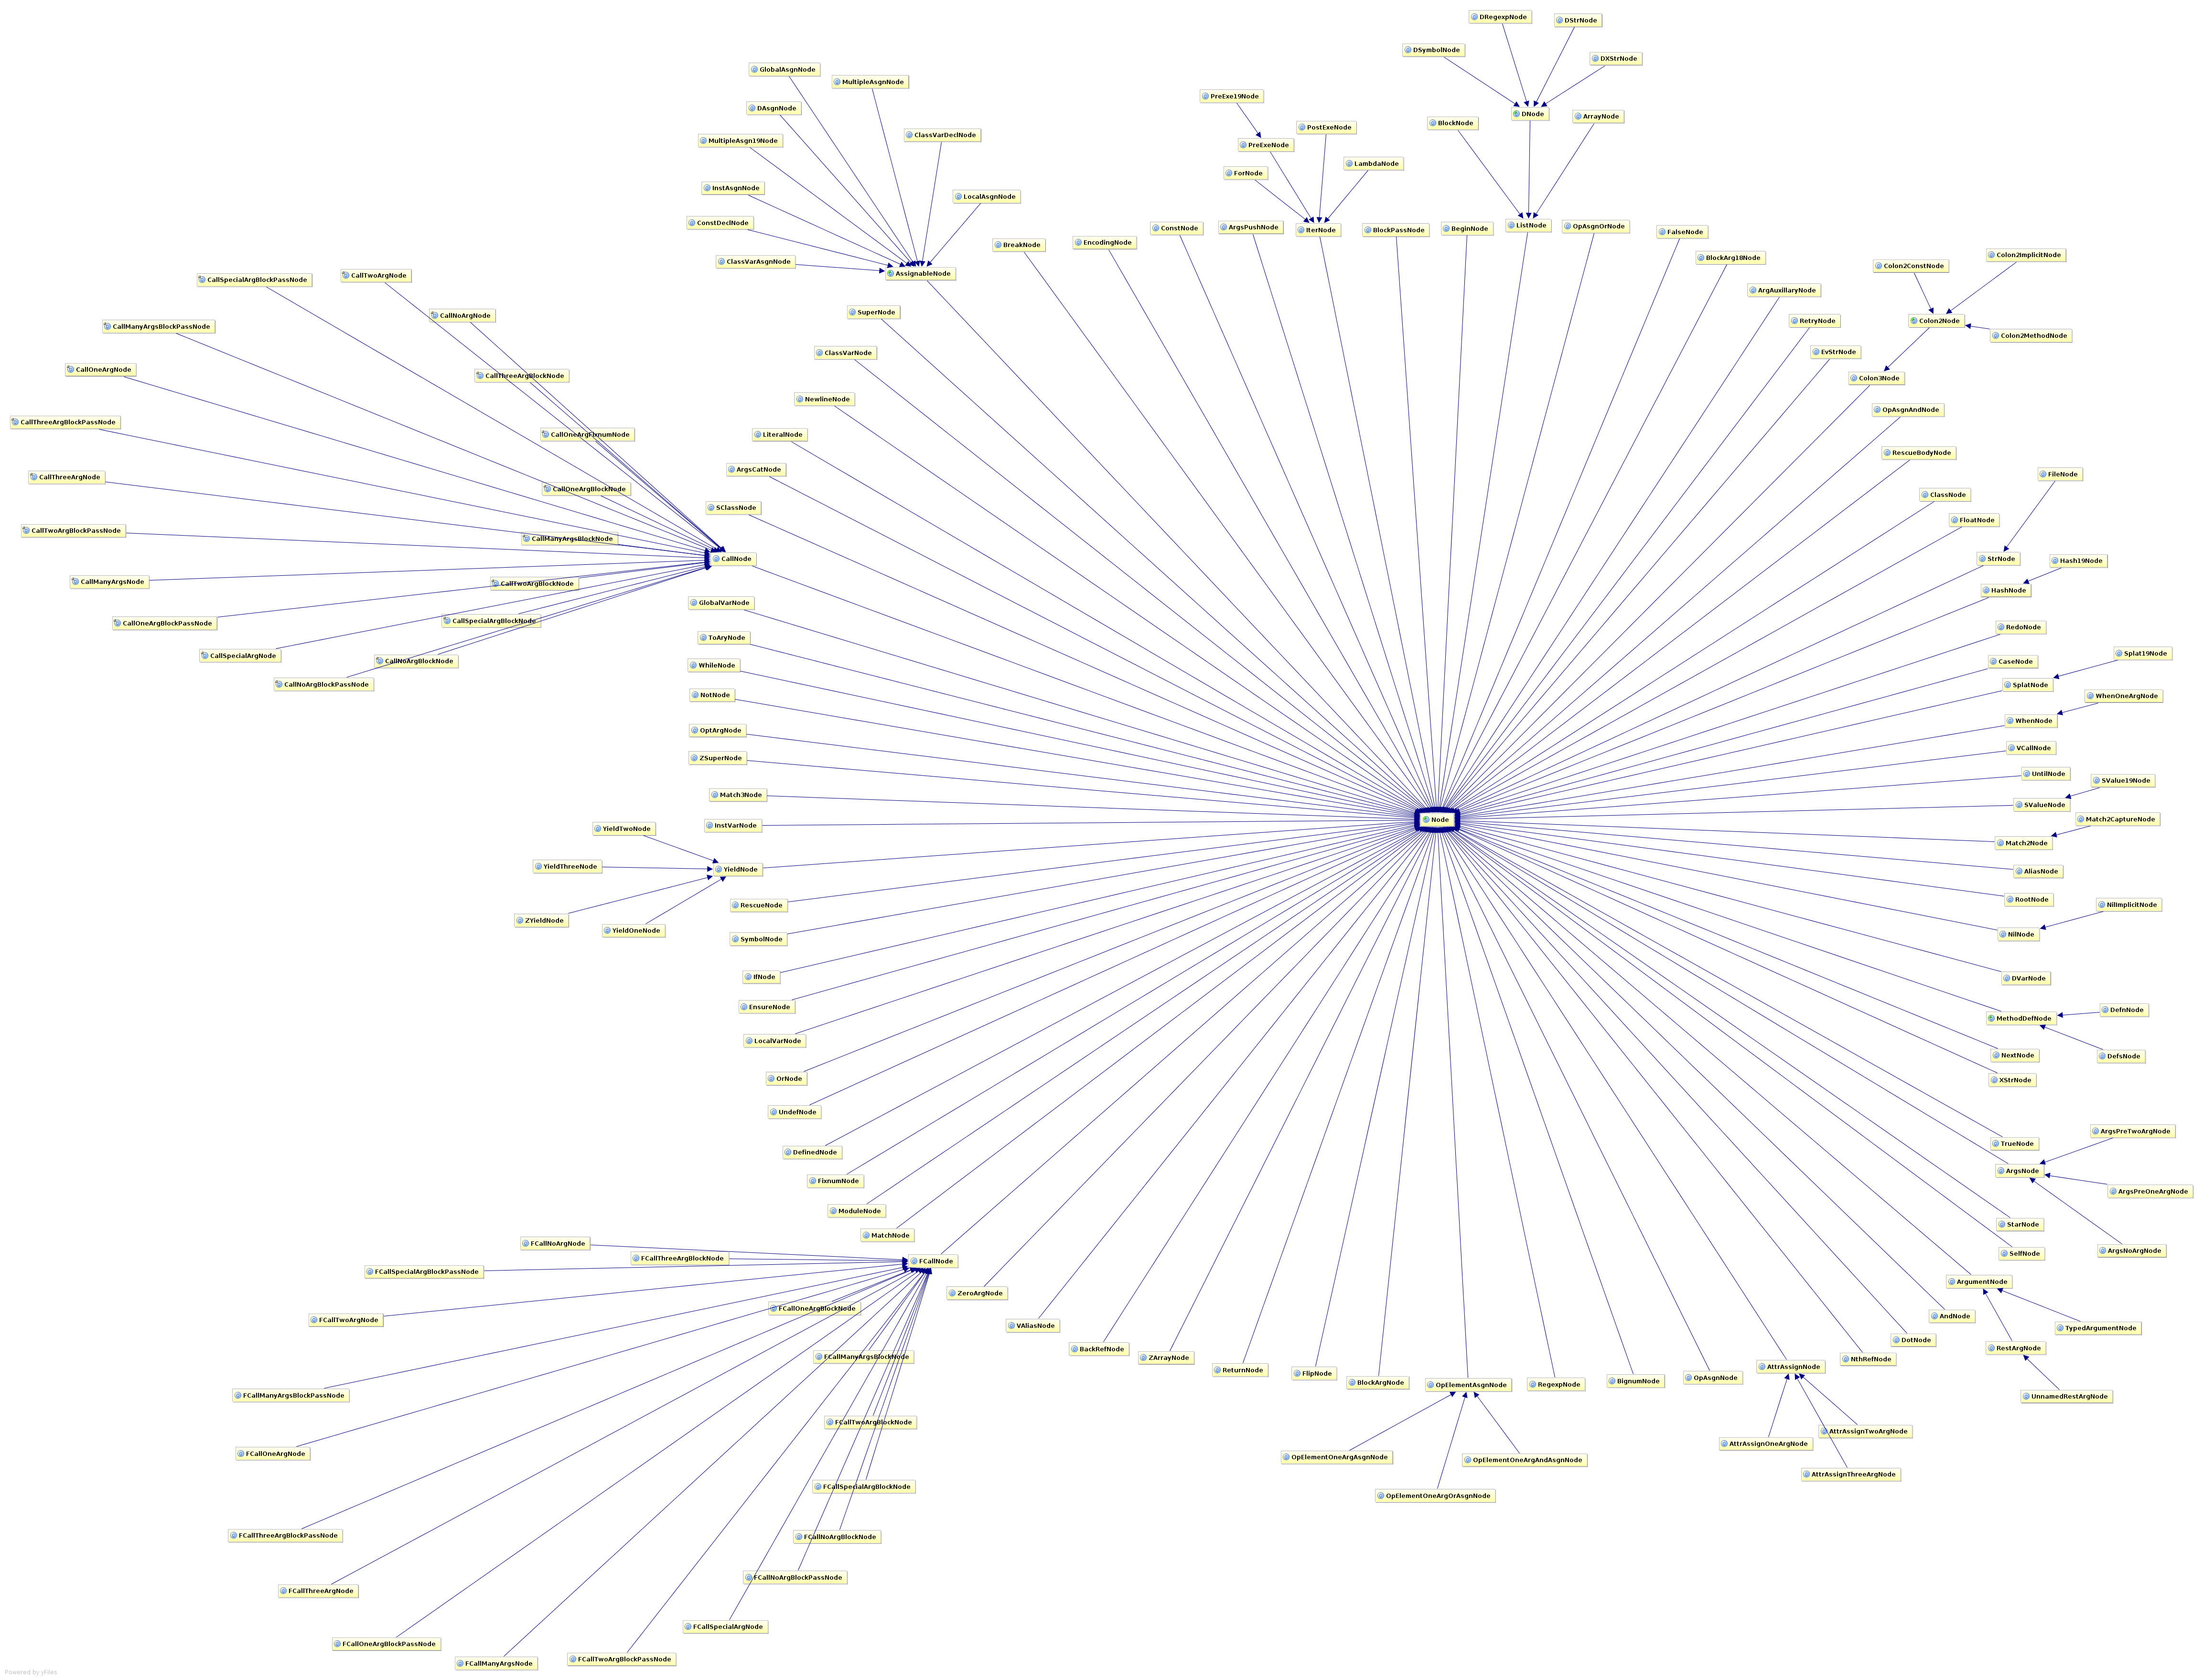 DRegexpNode
DStrNode
DSymbolNode
DXStrNode
GlobalAsgnNode
MultipleAsgnNode
PreExe19Node
DAsgnNode
DNode
ArrayNode
BlockNode
PostExeNode
ClassVarDeclNode
MultipleAsgn19Node
PreExeNode
LambdaNode
ForNode
InstAsgnNode
LocalAsgnNode
ConstDeclNode
ListNode
OpAsgnOrNode
ArgsPushNode
ConstNode
BeginNode
BlockPassNode
IterNode
FalseNode
EncodingNode
BreakNode
Colon2ImplicitNode
BlockArg18Node
ClassVarAsgnNode
Colon2ConstNode
AssignableNode
CallTwoArgNode
CallSpecialArgBlockPassNode
ArgAuxillaryNode
SuperNode
CallNoArgNode
RetryNode
Colon2Node
CallManyArgsBlockPassNode
Colon2MethodNode
EvStrNode
ClassVarNode
CallOneArgNode
CallThreeArgBlockNode
Colon3Node
NewlineNode
OpAsgnAndNode
CallThreeArgBlockPassNode
CallOneArgFixnumNode
LiteralNode
RescueBodyNode
ArgsCatNode
FileNode
CallThreeArgNode
CallOneArgBlockNode
ClassNode
SClassNode
FloatNode
CallTwoArgBlockPassNode
CallManyArgsBlockNode
CallNode
StrNode
Hash19Node
CallManyArgsNode
CallTwoArgBlockNode
HashNode
GlobalVarNode
CallOneArgBlockPassNode
CallSpecialArgBlockNode
RedoNode
ToAryNode
Splat19Node
CallSpecialArgNode
CallNoArgBlockNode
CaseNode
WhileNode
CallNoArgBlockPassNode
SplatNode
NotNode
WhenOneArgNode
WhenNode
OptArgNode
VCallNode
ZSuperNode
UntilNode
SValue19Node
Match3Node
SValueNode
Node
Match2CaptureNode
InstVarNode
YieldTwoNode
Match2Node
YieldThreeNode
YieldNode
AliasNode
RootNode
RescueNode
NilImplicitNode
ZYieldNode
YieldOneNode
NilNode
SymbolNode
IfNode
DVarNode
EnsureNode
DefnNode
MethodDefNode
LocalVarNode
NextNode
DefsNode
OrNode
XStrNode
UndefNode
ArgsPreTwoArgNode
TrueNode
DefinedNode
ArgsNode
FixnumNode
ArgsPreOneArgNode
ModuleNode
StarNode
MatchNode
FCallNoArgNode
ArgsNoArgNode
SelfNode
FCallThreeArgBlockNode
FCallNode
FCallSpecialArgBlockPassNode
ArgumentNode
ZeroArgNode
FCallOneArgBlockNode
AndNode
FCallTwoArgNode
VAliasNode
TypedArgumentNode
DotNode
BackRefNode
RestArgNode
FCallManyArgsBlockNode
ZArrayNode
NthRefNode
AttrAssignNode
ReturnNode
FlipNode
OpAsgnNode
BignumNode
BlockArgNode
OpElementAsgnNode
RegexpNode
FCallManyArgsBlockPassNode
UnnamedRestArgNode
FCallTwoArgBlockNode
AttrAssignTwoArgNode
AttrAssignOneArgNode
FCallOneArgNode
OpElementOneArgAsgnNode
OpElementOneArgAndAsgnNode
AttrAssignThreeArgNode
FCallSpecialArgBlockNode
OpElementOneArgOrAsgnNode
FCallThreeArgBlockPassNode
FCallNoArgBlockNode
FCallNoArgBlockPassNode
FCallThreeArgNode
FCallSpecialArgNode
FCallOneArgBlockPassNode
FCallTwoArgBlockPassNode
FCallManyArgsNode
Powered by yFiles